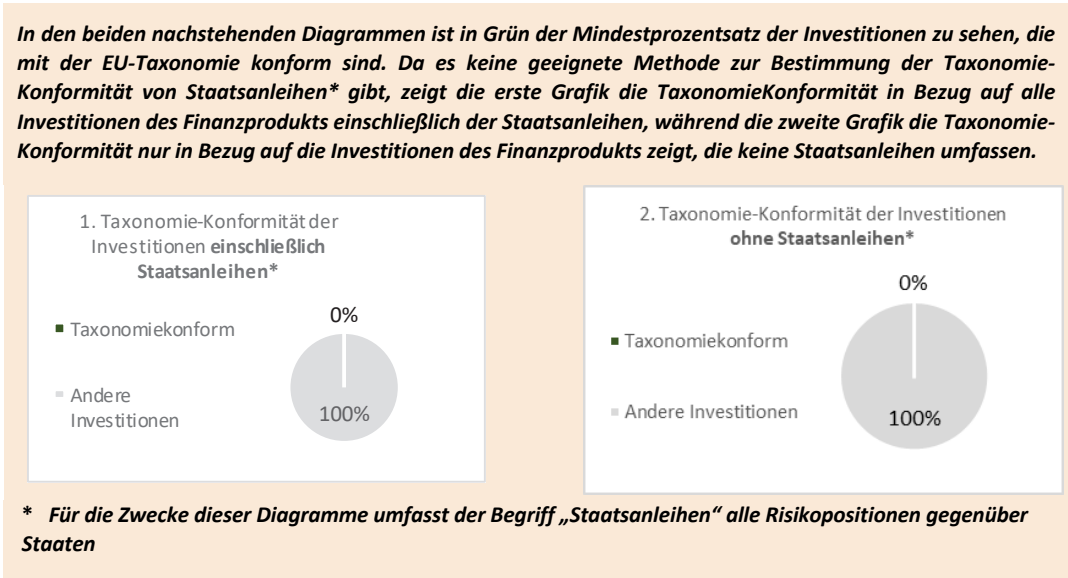 In den beiden nachstehenden Diagrammen ist in Grün der Mindestprozentsatz der Investitionen zu sehen, die
mit der EU-Taxonomie konform sind. Da es keine geeignete Methode zur Bestimmung der Taxonomie-
Konformität von Staatsanleihen* gibt, zeigt die erste Grafik die TaxonomieKonformität in Bezug auf alle
Investitionen des Finanzprodukts einschließlich der Staatsanleihen, während die zweite Grafik die Taxonomie-
Konformität nur in Bezug auf die Investitionen des Finanzprodukts zeigt, die keine Staatsanleihen umfassen.
1. Taxonomie-Konformität der
Investitionen einschließlich
Staatsanleihen*
0%
Taxonomiekonform
Andere
Investitionen
100%
2. Taxonomie-Konformität der Investitionen
ohne Staatsanleihen*
0%
Taxonomiekonform
Andere Investitionen
100%
* Für die Zwecke dieser Diagramme umfasst der Begriff „Staatsanleihen“ alle Risikopositionen gegenüber
Staaten